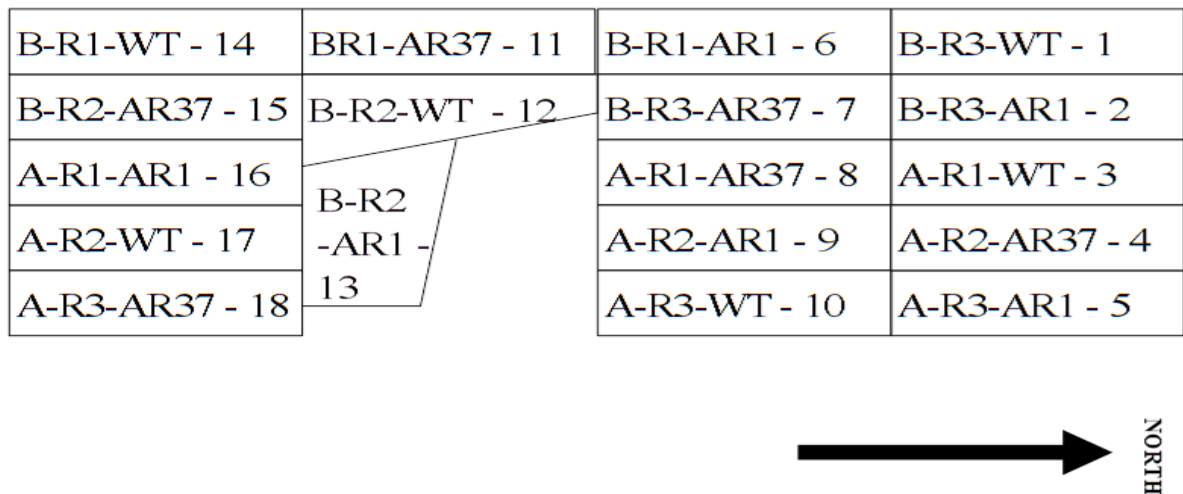 B-R1-WT - 14
BR1-AR37 - 11
B-R1-AR1 - 6
B-R3-WT - 1
B-R2-AR37 - 15
B-R2-WT - 12
B-R3-AR37 - 7
B-R3-AR1 - 2
A-R1-AR1 - 16
B-R2
-AR1 -
13
A-R1-AR37 - 8
A-R1-WT - 3
A-R2-WT - 17
A-R2-AR1 - 9
A-R2-AR37 - 4
A-R3-AR37 - 18
A-R3-WT - 10
A-R3-AR1 - 5
NORTH